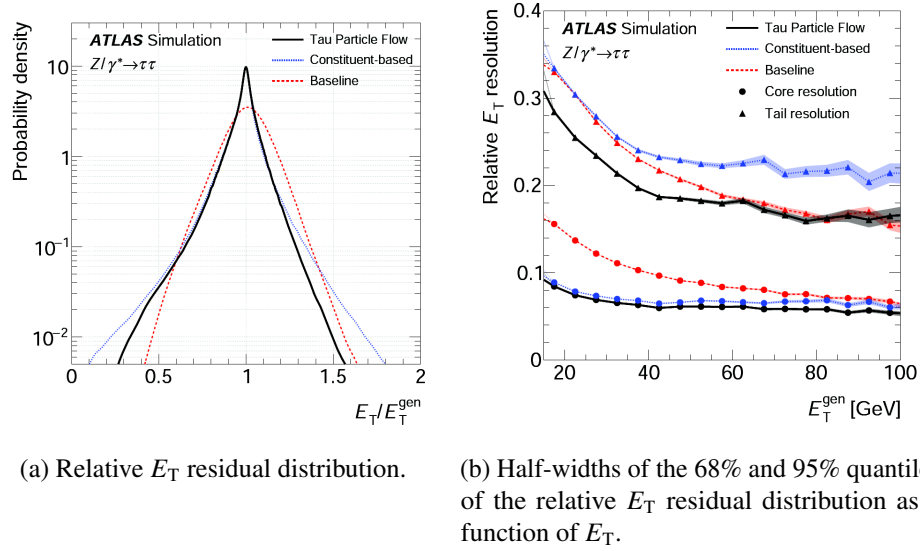 ATLAS Simulation
Z/γ*→ττ
Tau Particle Flow
Constituent-based
Baseline
Probability density
10
1
10⁻¹
10⁻²
0 0.5 1 1.5 2
E_T/E_T^gen
(a) Relative E_T residual distribution.
ATLAS Simulation
Z/γ*→ττ
Tau Particle Flow
Constituent-based
Baseline
Core resolution
Tail resolution
Relative E_T resolution
0.4
0.3
0.2
0.1
0
20 40 60 80 100
E_T^gen [GeV]
(b) Half-widths of the 68% and 95% quantile
of the relative E_T residual distribution as
function of E_T.